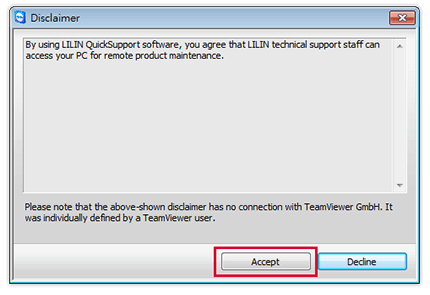 Disclaimer
By using LILIN QuickSupport software, you agree that LILIN technical support staff can
access your PC for remote product maintenance.
Please note that the above-shown disclaimer has no connection with TeamViewer GmbH. It
was individually defined by a TeamViewer user.
Accept Decline